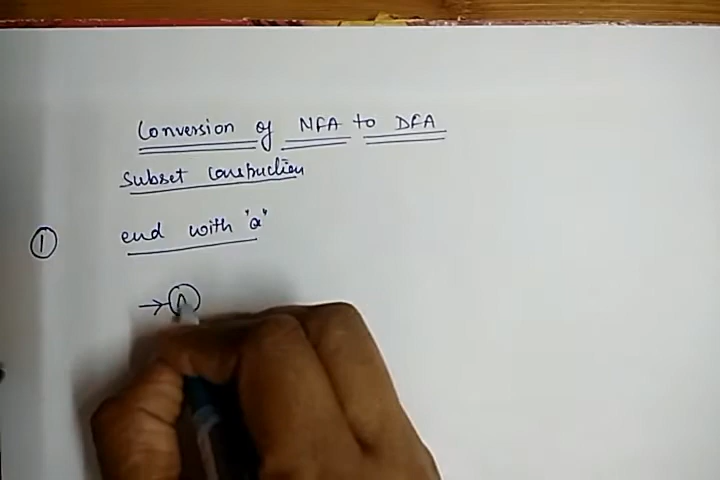 Conversion of NFA to DFA
subset construction
① end with "a"
A